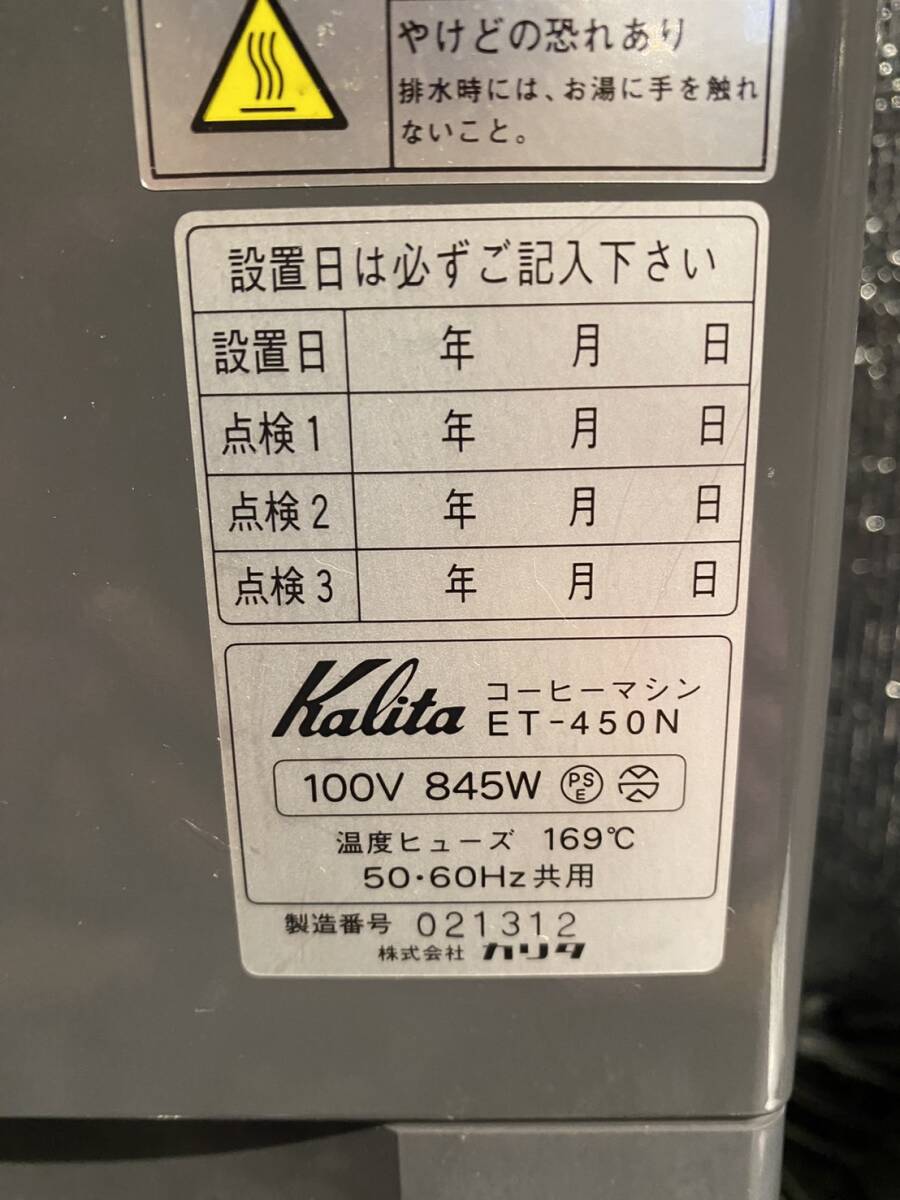 やけどの恐れあり
排水時には、お湯に手を触れ
ないこと。
設置日は必ずご記入下さい
設置日 年 月 日
点検1 年 月 日
点検2 年 月 日
点検3 年 月 日
Kalita コーヒーマシン
ET-450N
100V 845W PSE
温度ヒューズ 169℃
50・60Hz共用
製造番号 021312
株式会社 カリタ